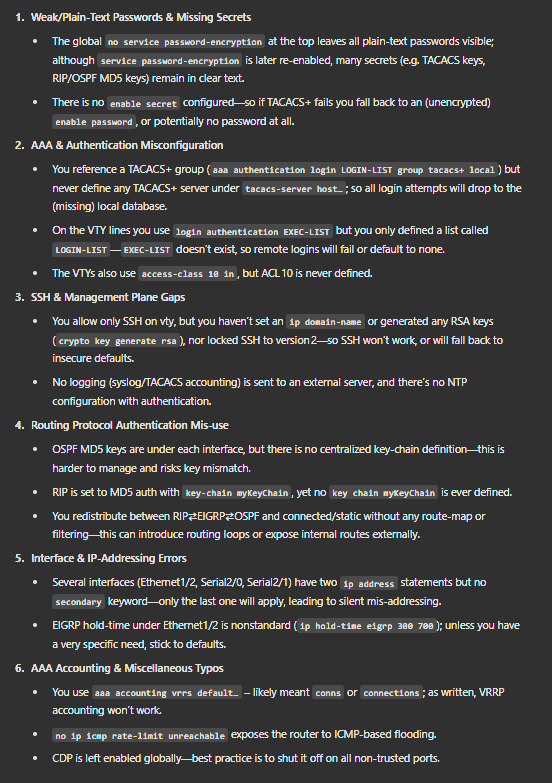 1. Weak/Plain-Text Passwords & Missing Secrets
• The global no service password-encryption at the top leaves all plain-text passwords visible;
although service password-encryption is later re-enabled, many secrets (e.g. TACACS keys,
RIP/OSPF MD5 keys) remain in clear text.
• There is no enable secret configured—so if TACACS+ fails you fall back to an (unencrypted)
enable password, or potentially no password at all.
2. AAA & Authentication Misconfiguration
• You reference a TACACS+ group (aaa authentication login LOGIN-LIST group tacacs+ local) but
never define any TACACS+ server under tacacs-server host…; so all login attempts will drop to the
(missing) local database.
• On the VTY lines you use login authentication EXEC-LIST but you only defined a list called
LOGIN-LIST—EXEC-LIST doesn't exist, so remote logins will fail or default to none.
• The VTYs also use access-class 10 in, but ACL 10 is never defined.
3. SSH & Management Plane Gaps
• You allow only SSH on vty, but you haven't set an ip domain-name or generated any RSA keys
(crypto key generate rsa), nor locked SSH to version 2—so SSH won't work, or will fall back to
insecure defaults.
• No logging (syslog/TACACS accounting) is sent to an external server, and there's no NTP
configuration with authentication.
4. Routing Protocol Authentication Mis-use
• OSPF MD5 keys are under each interface, but there is no centralized key-chain definition—this is
harder to manage and risks key mismatch.
• RIP is set to MD5 auth with key-chain myKeyChain, yet no key chain myKeyChain is ever defined.
• You redistribute between RIP⇄EIGRP⇄OSPF and connected/static without any route-map or
filtering—this can introduce routing loops or expose internal routes externally.
5. Interface & IP-Addressing Errors
• Several interfaces (Ethernet1/2, Serial2/0, Serial2/1) have two ip address statements but no
secondary keyword—only the last one will apply, leading to silent mis-addressing.
• EIGRP hold-time under Ethernet1/2 is nonstandard (ip hold-time eigrp 300 700); unless you have
a very specific need, stick to defaults.
6. AAA Accounting & Miscellaneous Typos
• You use aaa accounting vrrs default… – likely meant conns or connections; as written, VRRP
accounting won't work.
• no ip icmp rate-limit unreachable exposes the router to ICMP-based flooding.
• CDP is left enabled globally—best practice is to shut it off on all non-trusted ports.